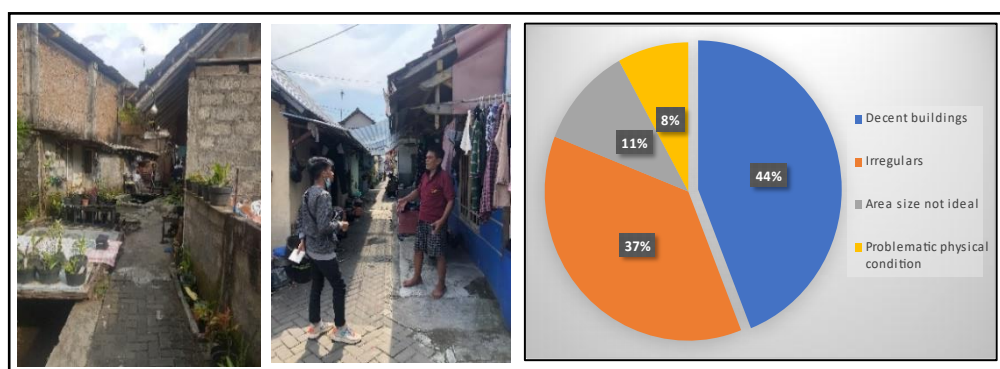 8%
11%
44%
37%
Decent buildings
Irregulars
Area size not ideal
Problematic physical
condition